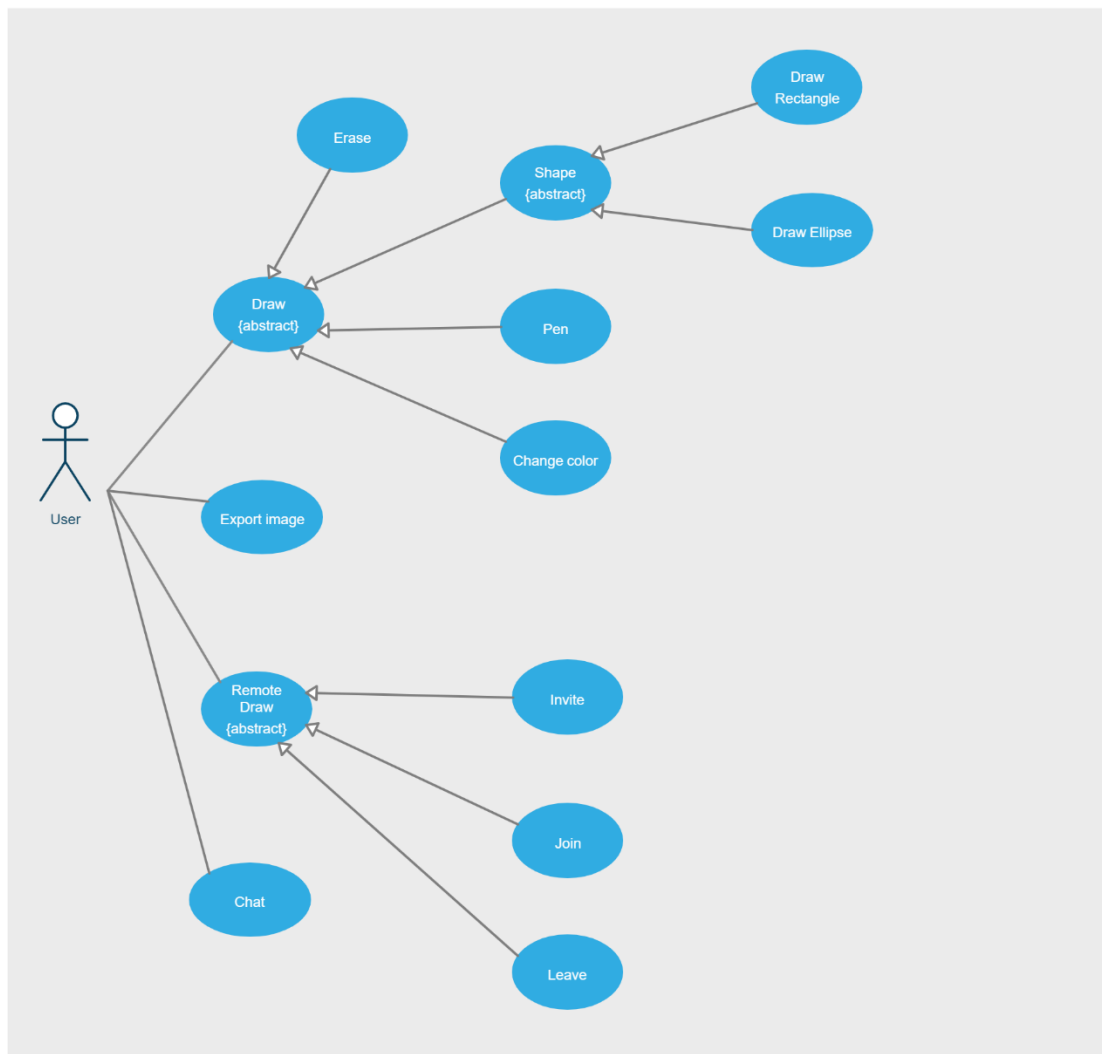 Draw
Rectangle
Erase
Shape
{abstract}
Draw Ellipse
Draw
{abstract}
Pen
Change color
User
Export image
Remote
Draw
{abstract}
Invite
Join
Chat
Leave